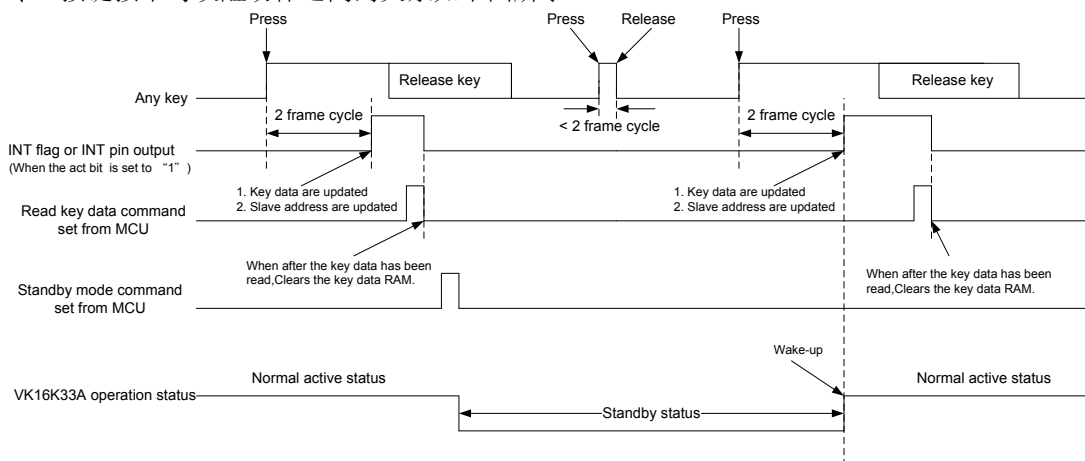 Press
Press
Release
Press
Any key
Release key
Release key
2 frame cycle
< 2 frame cycle
2 frame cycle
INT flag or INT pin output
(When the act bit is set to “1”)
1. Key data are updated
2. Slave address are updated
1. Key data are updated
2. Slave address are updated
Read key data command
set from MCU
When after the key data has been
read,Clears the key data RAM.
When after the key data has been
read,Clears the key data RAM.
Standby mode command
set from MCU
Wake-up
VK16K33A operation status
Normal active status
Standby status
Normal active status